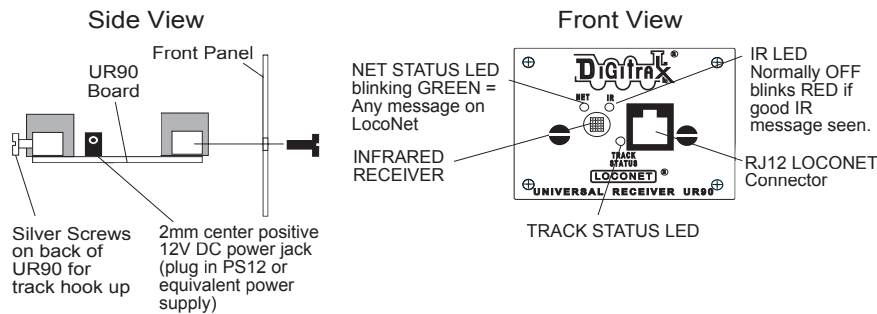 Side View
Front Panel
UR90
Board
Silver Screws
on back of
UR90 for
track hook up
2mm center positive
12V DC power jack
(plug in PS12 or
equivalent power
supply)
Front View
NET STATUS LED
blinking GREEN =
Any message on
LocoNet
INFRARED
RECEIVER
DIGITRAX ®
NET IR
TRACK
STATUS
LOCONET ®
UNIVERSAL RECEIVER UR90
IR LED
Normally OFF
blinks RED if
good IR
message seen.
RJ12 LOCONET
Connector
TRACK STATUS LED